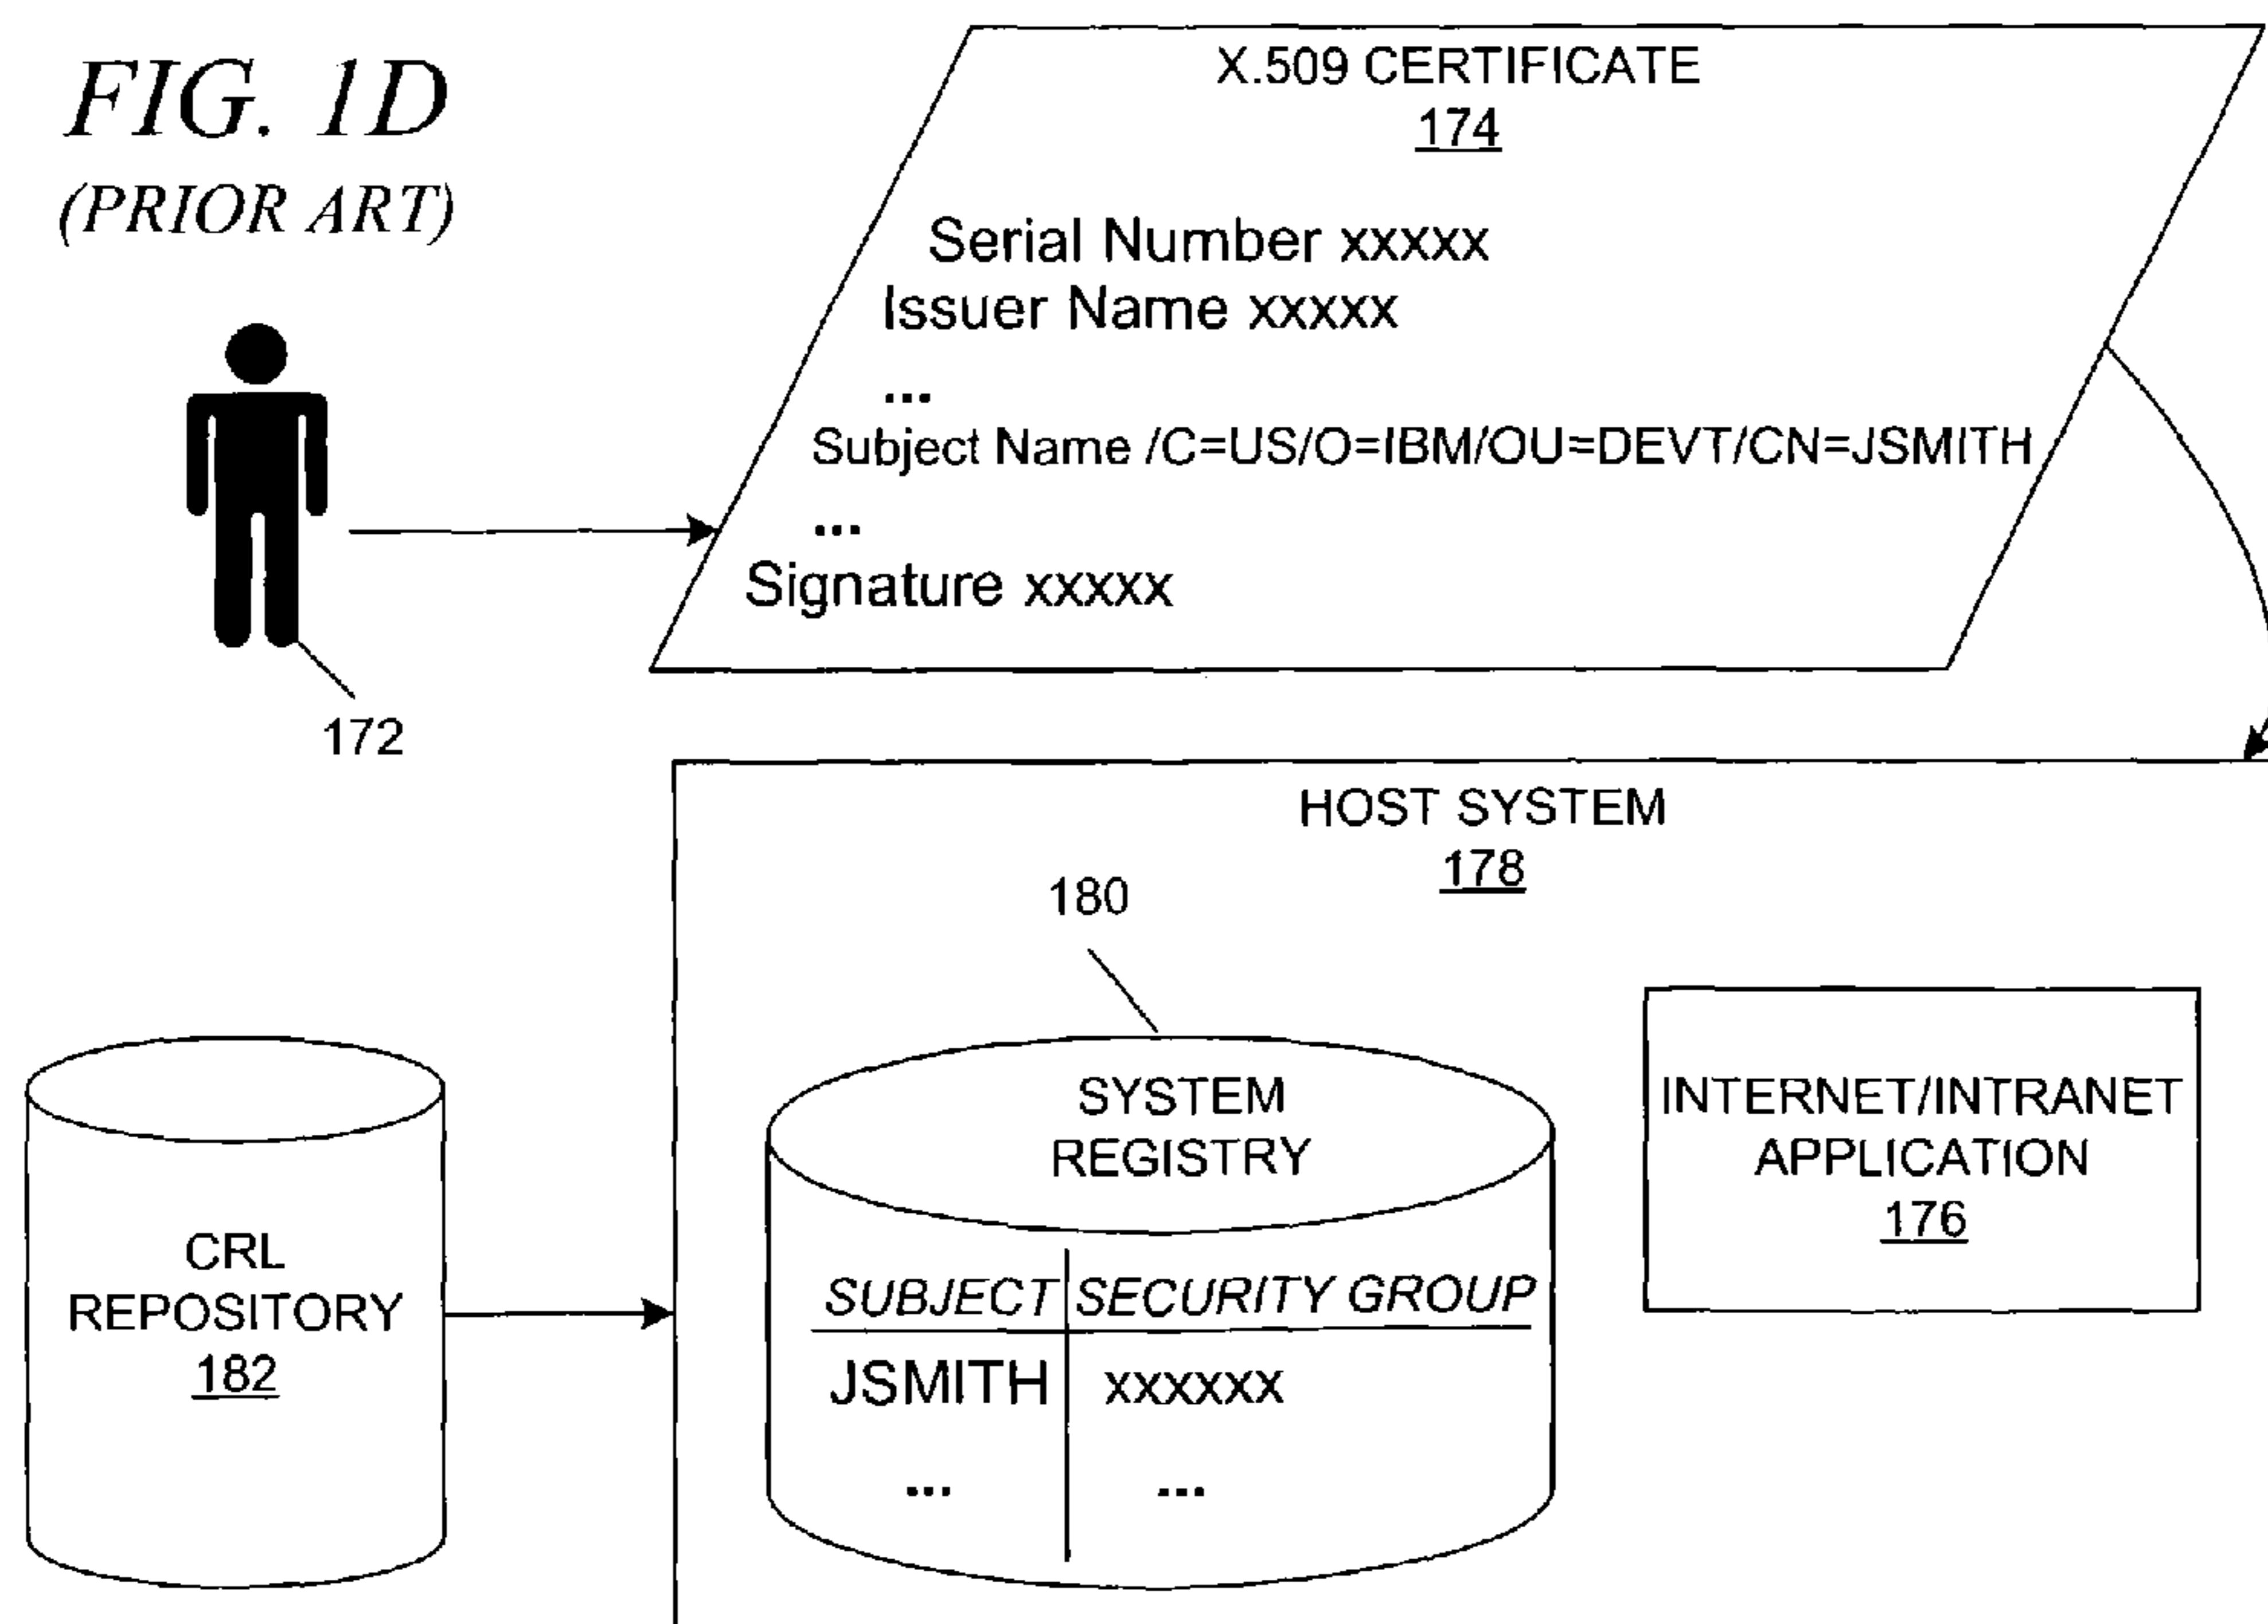 FIG. 1D
(PRIOR ART)
X.509 CERTIFICATE
174
Serial Number xxxxx
Issuer Name xxxxx
...
Subject Name /C=US/O=IBM/OU=DEVT/CN=JSMITH
...
Signature xxxxx
172
HOST SYSTEM
178
180
SYSTEM
REGISTRY
SUBJECT SECURITY GROUP
JSMITH xxxxxx
... ...
INTERNET/INTRANET
APPLICATION
176
CRL
REPOSITORY
182